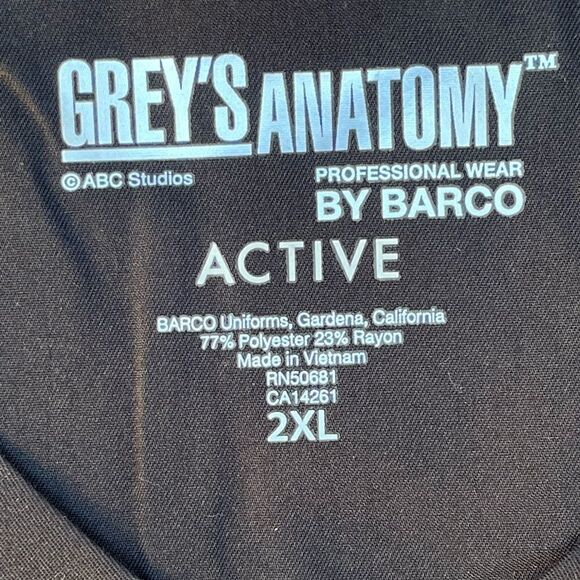 GREY'S ANATOMY™
© ABC Studios
PROFESSIONAL WEAR
BY BARCO
ACTIVE
BARCO Uniforms, Gardena, California
77% Polyester 23% Rayon
Made in Vietnam
RN50681
CA14261
2XL